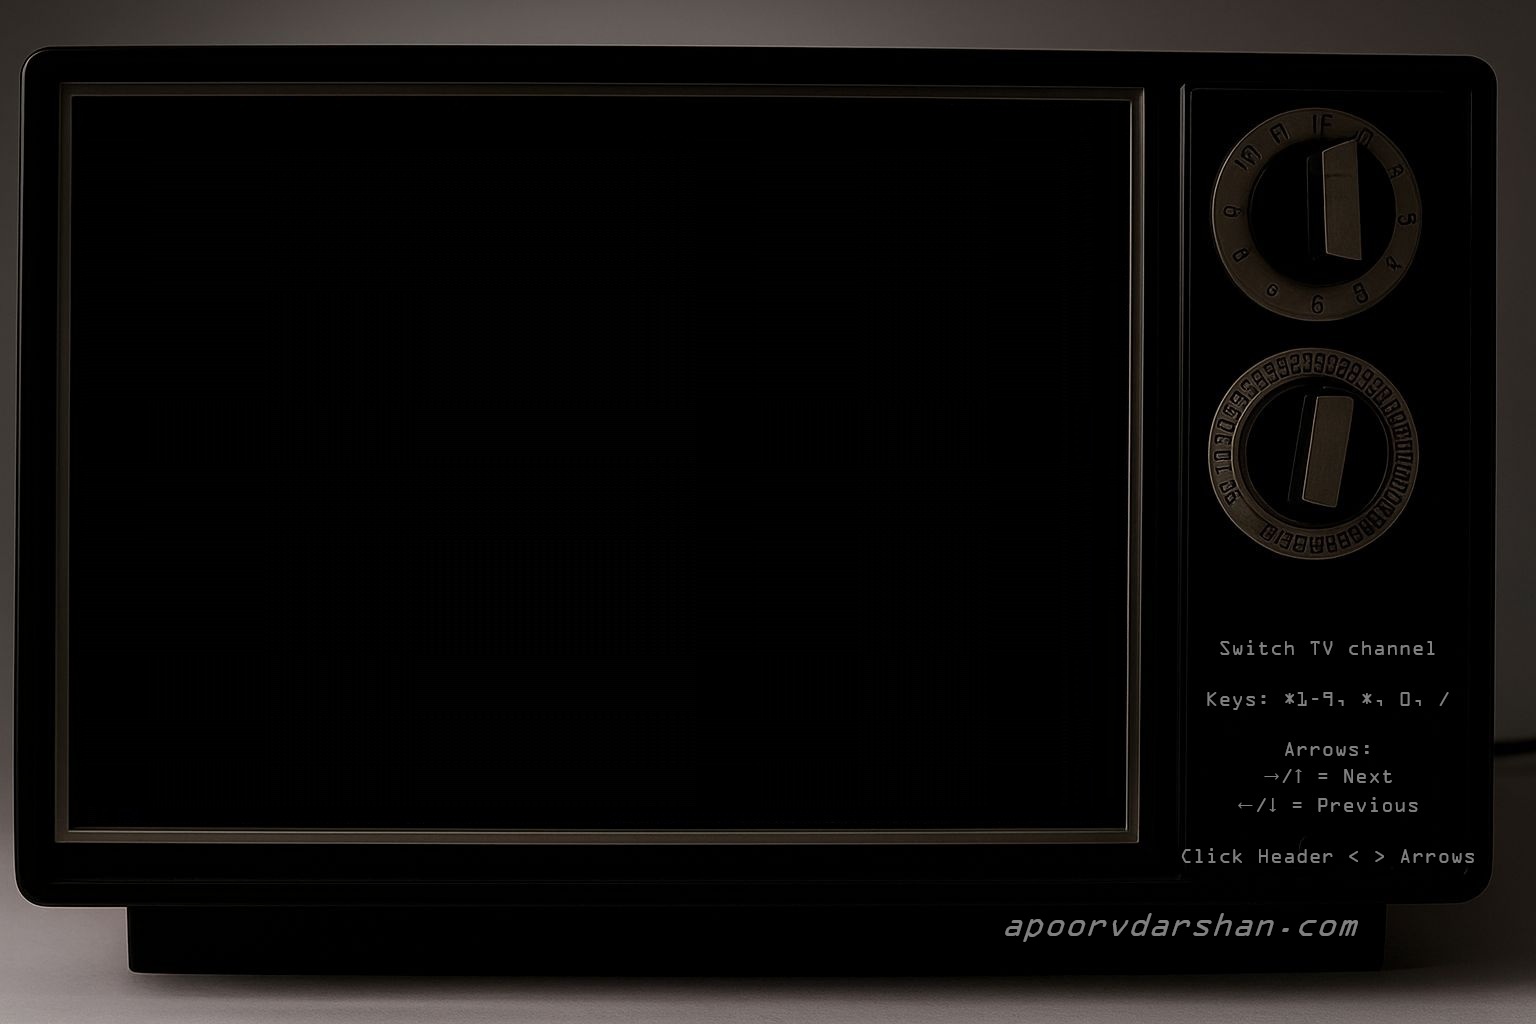 Switch TV channel
Keys: *1-9, *, 0, /
Arrows:
→/↑ = Next
←/↓ = Previous
Click Header < > Arrows
apoorvdarshan.com